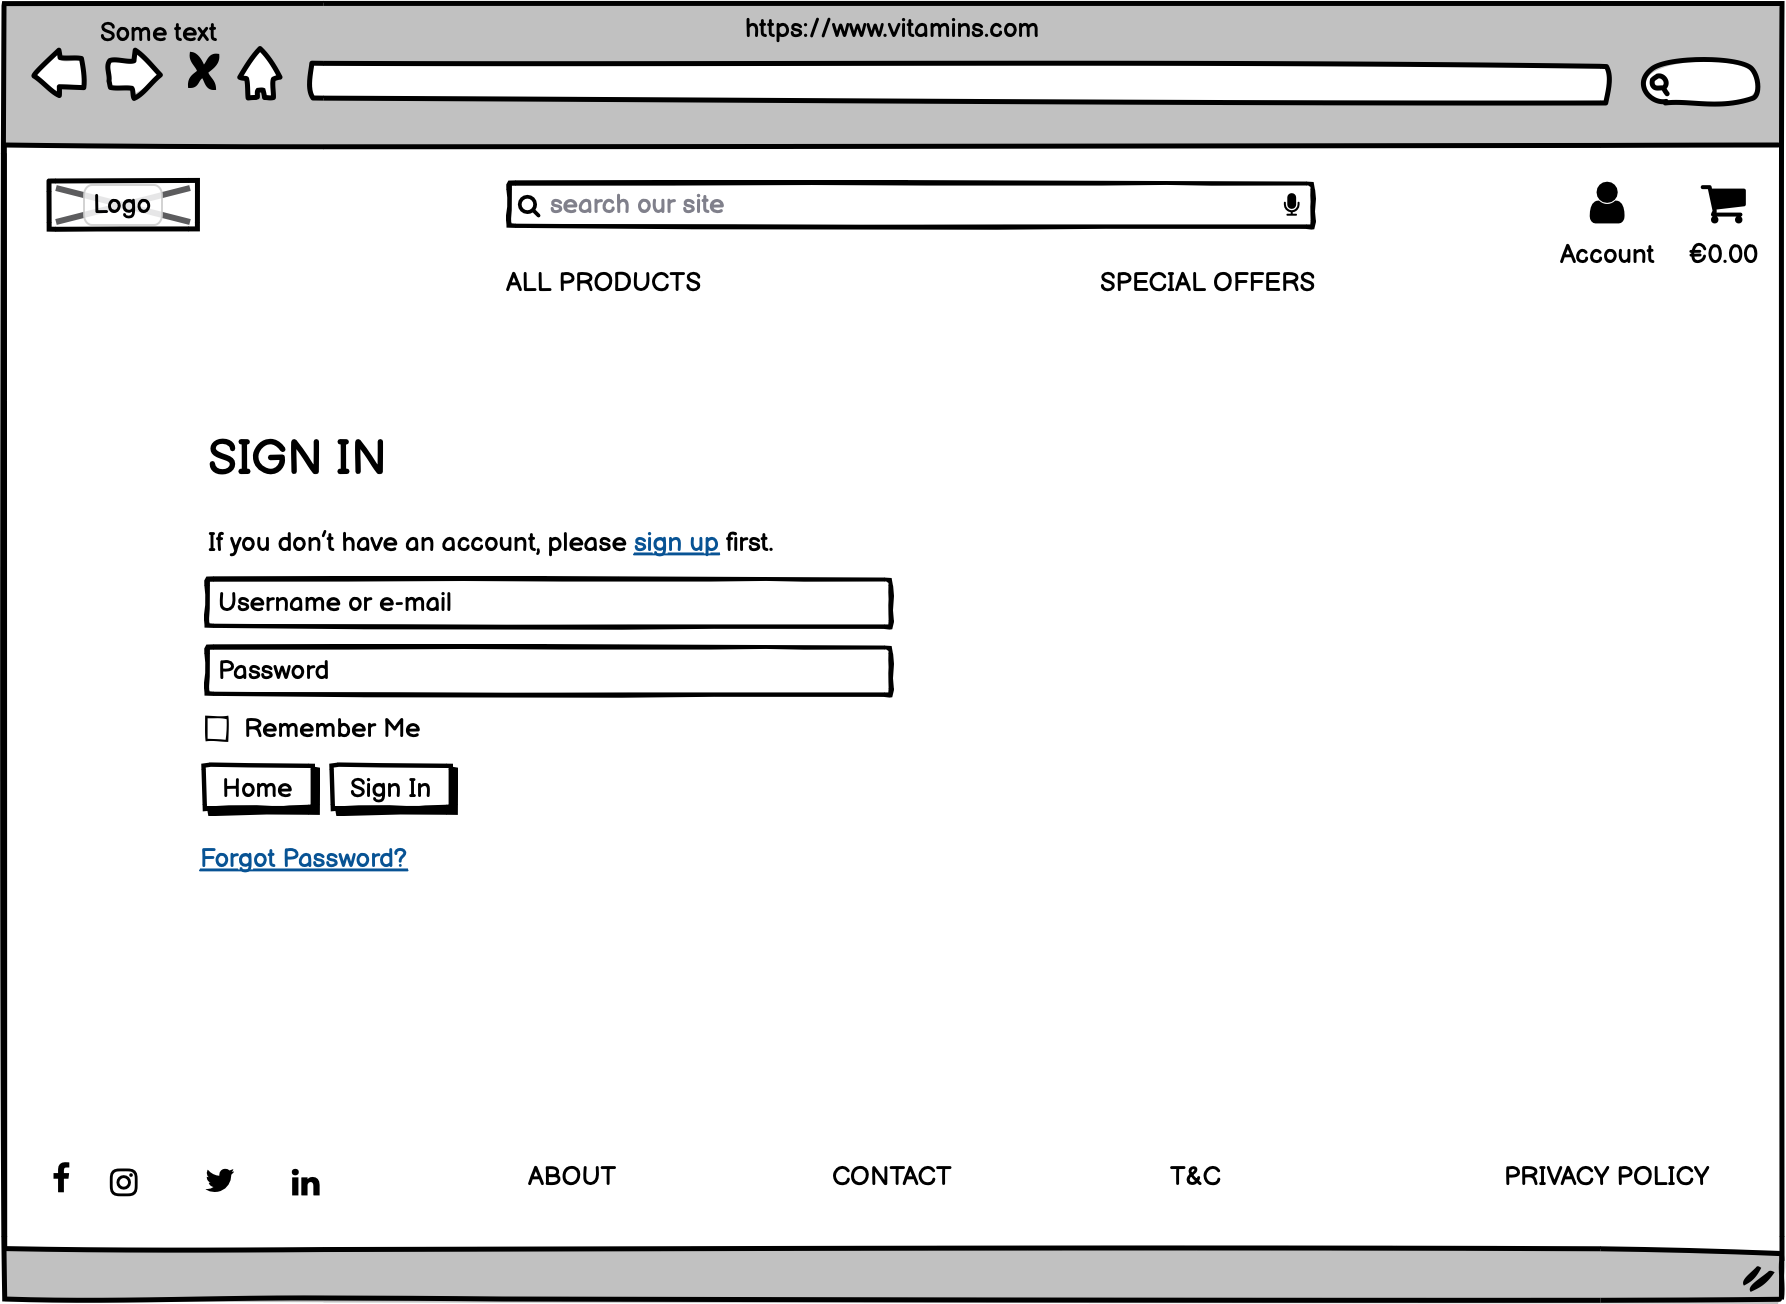 Some text
https://www.vitamins.com
Logo
search our site
Account
€0.00
ALL PRODUCTS
SPECIAL OFFERS
SIGN IN
If you don't have an account, please sign up first.
Username or e-mail
Password
Remember Me
Home
Sign In
Forgot Password?
ABOUT
CONTACT
T&C
PRIVACY POLICY